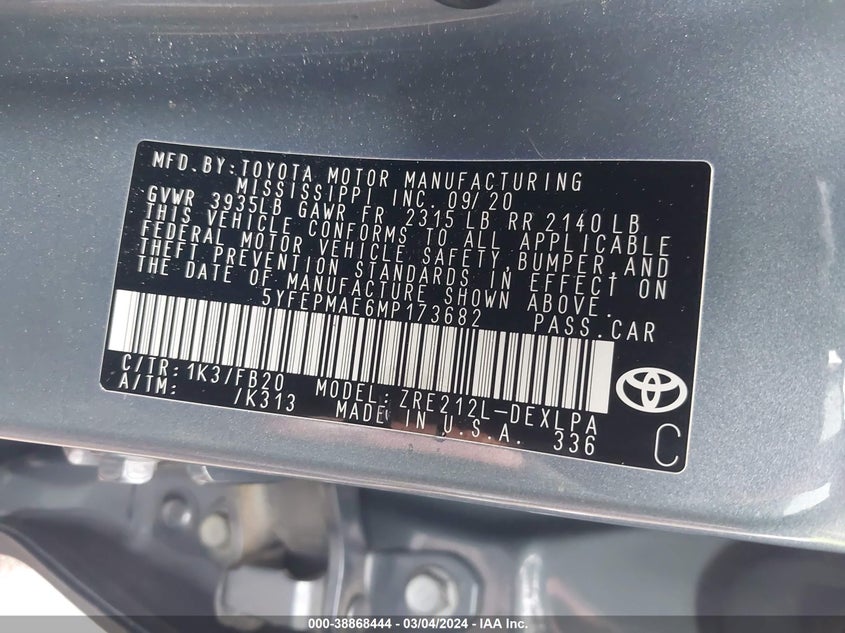 MFD. BY: TOYOTA MOTOR MANUFACTURING
MISSISSIPPI INC. 09/20
GVWR 3935LB GAWR FR 2315 LB RR 2140 LB
THIS VEHICLE CONFORMS TO ALL APPLICABLE
FEDERAL MOTOR VEHICLE SAFETY, BUMPER, AND
THEFT PREVENTION STANDARDS IN EFFECT ON
THE DATE OF MANUFACTURE SHOWN ABOVE.
5YFEPMAE6MP173682 PASS. CAR
C/TR: 1K3/FB20 MODEL: ZRE212L-DEXLPA
A/TM: /K313 MADE IN U.S.A. 336
C
000-38868444 - 03/04/2024 - IAA Inc.